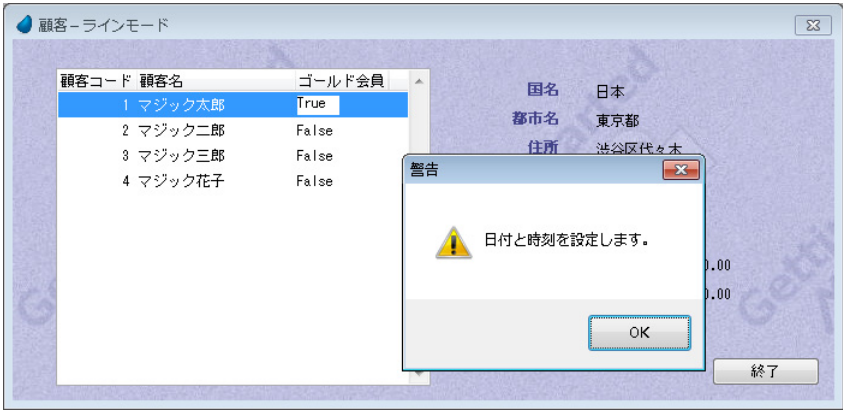 顧客-ラインモード
顧客コード 顧客名 ゴールド会員
1 マジック太郎 True
2 マジック二郎 False
3 マジック三郎 False
4 マジック花子 False
国名 日本
都市名 東京都
住所 渋谷区代々木
警告
日付と時刻を設定します。
OK
0.00
0.00
終了